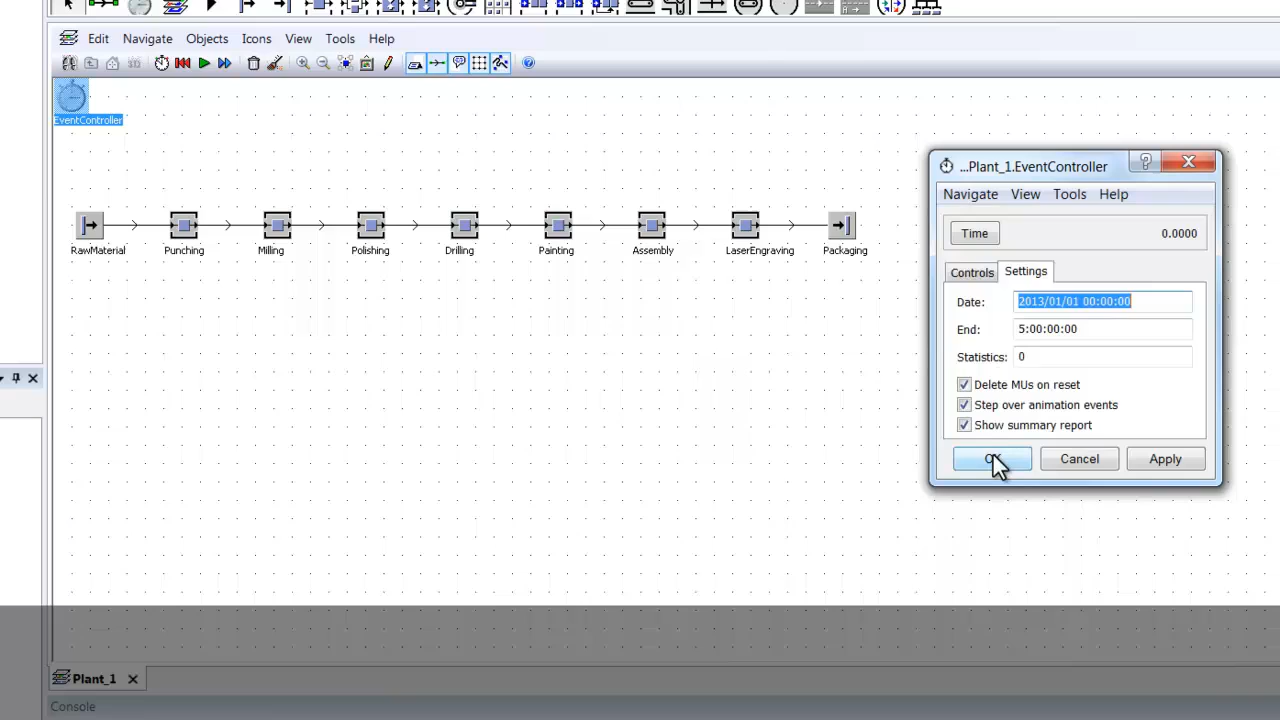 Edit Navigate Objects Icons View Tools Help
EventController
RawMaterial Punching Milling Polishing Drilling Painting Assembly LaserEngraving Packaging
...Plant_1.EventController
Navigate View Tools Help
Time 0.0000
Controls Settings
Date: 2013/01/01 00:00:00
End: 5:00:00:00
Statistics: 0
Delete MUs on reset
Step over animation events
Show summary report
OK Cancel Apply
Plant_1
Console